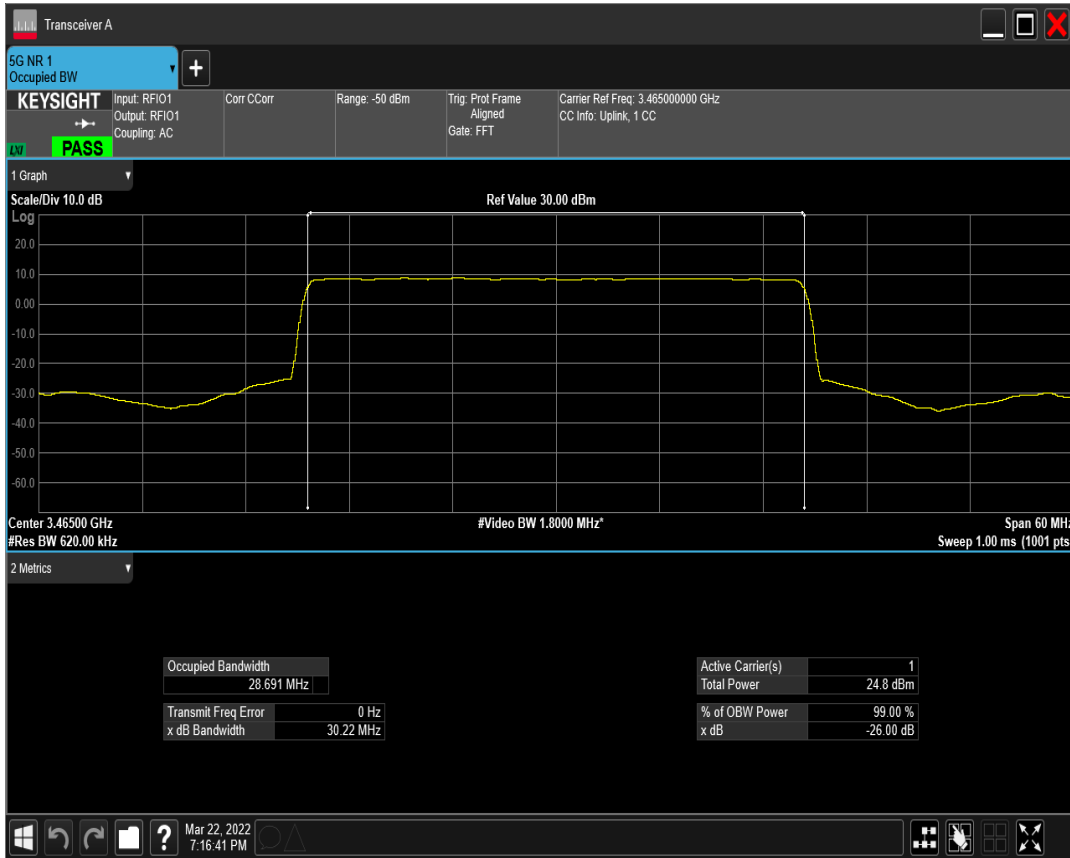 Transceiver A
5G NR 1
Occupied BW
+
KEYSIGHT
LXI
PASS
Input: RFIO1
Output: RFIO1
Coupling: AC
Corr CCorr
Range: -50 dBm
Trig: Prot Frame
Aligned
Gate: FFT
Carrier Ref Freq: 3.465000000 GHz
CC Info: Uplink, 1 CC
1 Graph
Scale/Div 10.0 dB
Ref Value 30.00 dBm
Log
20.0
10.0
0.00
-10.0
-20.0
-30.0
-40.0
-50.0
-60.0
Center 3.46500 GHz
#Video BW 1.8000 MHz*
Span 60 MHz
#Res BW 620.00 kHz
Sweep 1.00 ms (1001 pts
2 Metrics
Occupied Bandwidth
28.691 MHz
Transmit Freq Error 0 Hz
x dB Bandwidth 30.22 MHz
Active Carrier(s) 1
Total Power 24.8 dBm
% of OBW Power 99.00 %
x dB -26.00 dB
?
Mar 22, 2022
7:16:41 PM